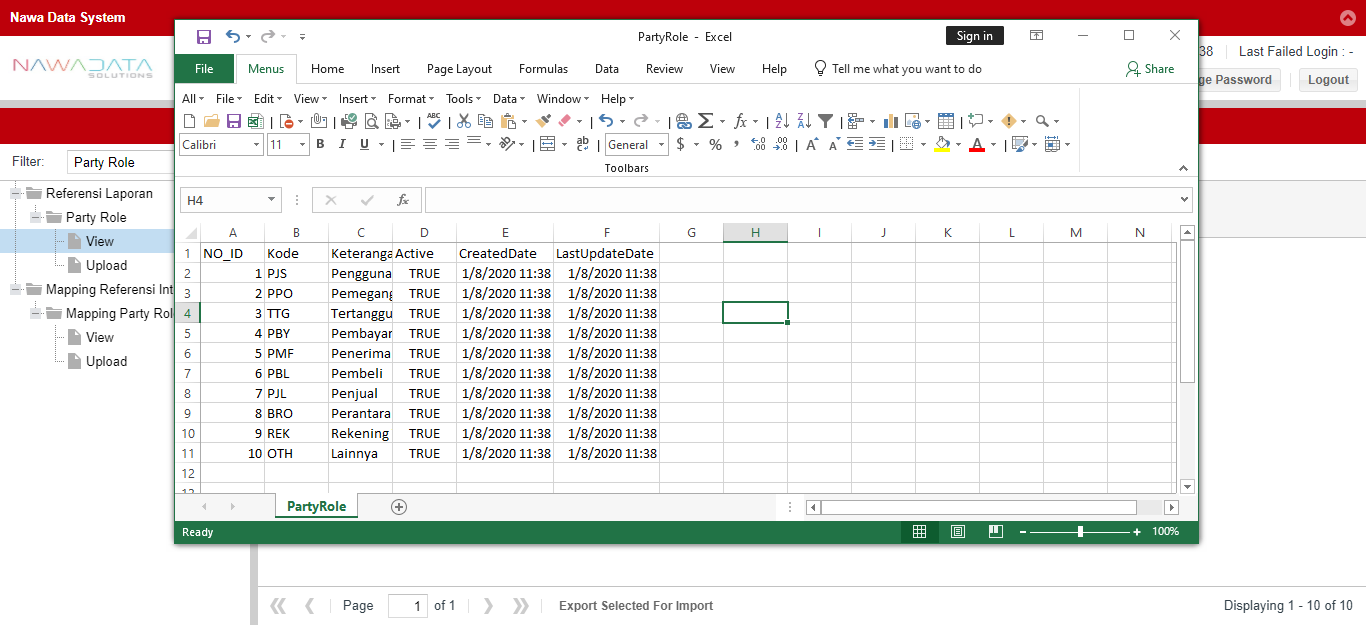 Nawa Data System
NAWADATA
SOLUTIONS
38 Last Failed Login : -
ge Password Logout
Filter: Party Role
Referensi Laporan
Party Role
View
Upload
Mapping Referensi Int
Mapping Party Rol
View
Upload
PartyRole - Excel
Sign in
File Menus Home Insert Page Layout Formulas Data Review View Help Tell me what you want to do Share
All File Edit View Insert Format Tools Data Window Help
ABC
Calibri 11 B I U ab General $ %
Toolbars
H4 fx
A B C D E F G H I J K L M N
1 NO_ID Kode Keteranga Active CreatedDate LastUpdateDate
2 1 PJS Pengguna TRUE 1/8/2020 11:38 1/8/2020 11:38
3 2 PPO Pemegang TRUE 1/8/2020 11:38 1/8/2020 11:38
4 3 TTG Tertanggu TRUE 1/8/2020 11:38 1/8/2020 11:38
5 4 PBY Pembayar TRUE 1/8/2020 11:38 1/8/2020 11:38
6 5 PMF Penerima TRUE 1/8/2020 11:38 1/8/2020 11:38
7 6 PBL Pembeli TRUE 1/8/2020 11:38 1/8/2020 11:38
8 7 PJL Penjual TRUE 1/8/2020 11:38 1/8/2020 11:38
9 8 BRO Perantara TRUE 1/8/2020 11:38 1/8/2020 11:38
10 9 REK Rekening TRUE 1/8/2020 11:38 1/8/2020 11:38
11 10 OTH Lainnya TRUE 1/8/2020 11:38 1/8/2020 11:38
12
13
PartyRole
Ready 100%
Page 1 of 1 Export Selected For Import Displaying 1 - 10 of 10